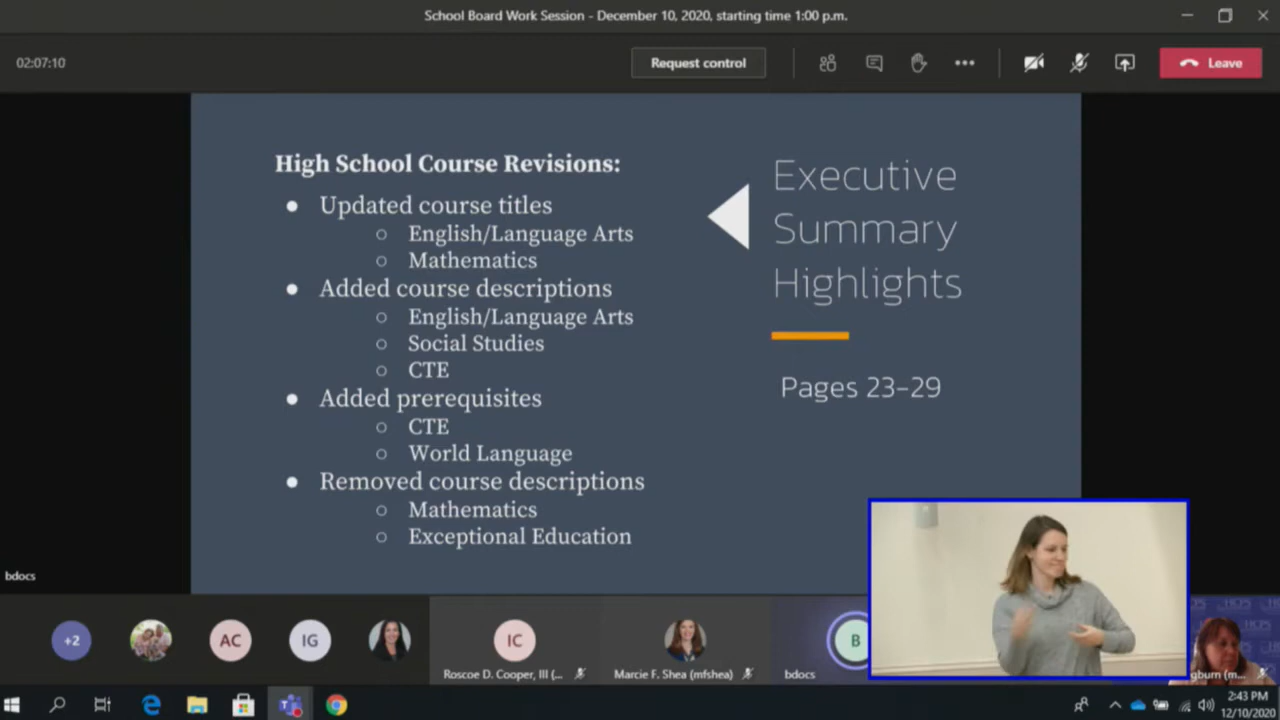 School Board Work Session - December 10, 2020, starting time 1:00 p.m.
02:07:10
Request control
Leave
High School Course Revisions:
● Updated course titles
○ English/Language Arts
○ Mathematics
● Added course descriptions
○ English/Language Arts
○ Social Studies
○ CTE
● Added prerequisites
○ CTE
○ World Language
● Removed course descriptions
○ Mathematics
○ Exceptional Education
Executive
Summary
Highlights
Pages 23-29
bdocs
+2
AC
IG
IC
B
Roscoe D. Cooper, III (...
Marcie F. Shea (mfshea)
bdocs
gburn (m...
HCPS
2:43 PM
12/10/2020